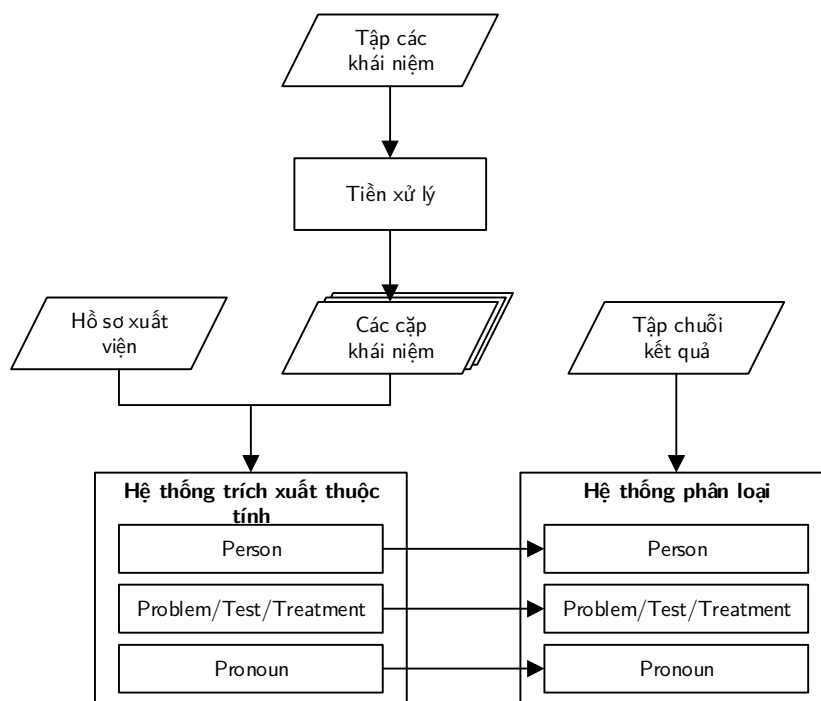 Tập các
khái niệm
Tiền xử lý
Hồ sơ xuất
viện
Các cặp
khái niệm
Tập chuỗi
kết quả
Hệ thống trích xuất thuộc
tính
Person
Problem/Test/Treatment
Pronoun
Hệ thống phân loại
Person
Problem/Test/Treatment
Pronoun